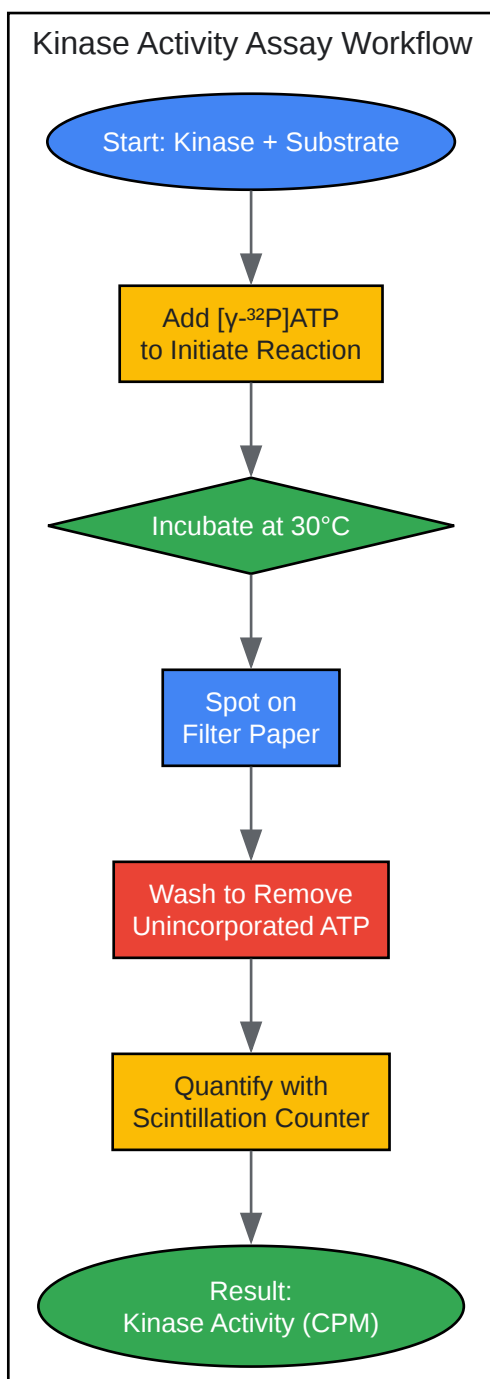 Kinase Activity Assay Workflow
Start: Kinase + Substrate
Add [γ-³²P]ATP
to Initiate Reaction
Incubate at 30°C
Spot on
Filter Paper
Wash to Remove
Unincorporated ATP
Quantify with
Scintillation Counter
Result:
Kinase Activity (CPM)